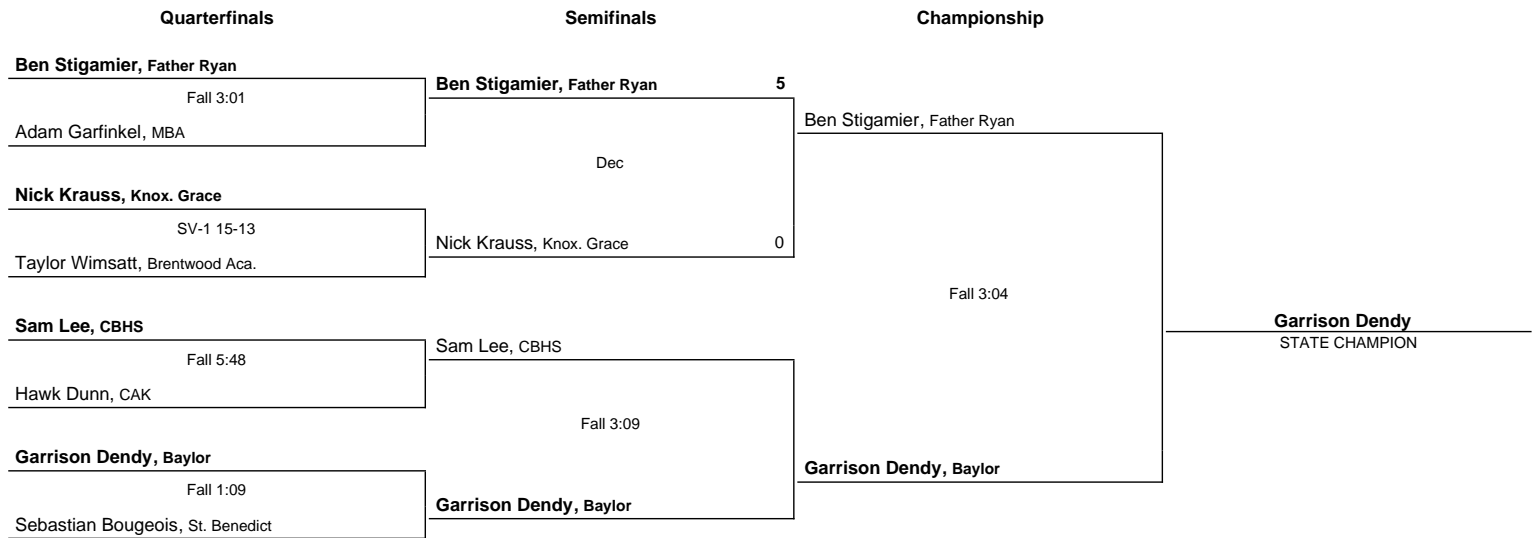 Quarterfinals
Semifinals
Championship
Ben Stigamier, Father Ryan
Fall 3:01
Adam Garfinkel, MBA
Nick Krauss, Knox. Grace
SV-1 15-13
Taylor Wimsatt, Brentwood Aca.
Sam Lee, CBHS
Fall 5:48
Hawk Dunn, CAK
Garrison Dendy, Baylor
Fall 1:09
Sebastian Bougeois, St. Benedict
Ben Stigamier, Father Ryan 5
Dec
Nick Krauss, Knox. Grace 0
Sam Lee, CBHS
Fall 3:09
Garrison Dendy, Baylor
Ben Stigamier, Father Ryan
Fall 3:04
Garrison Dendy, Baylor
Garrison Dendy
STATE CHAMPION